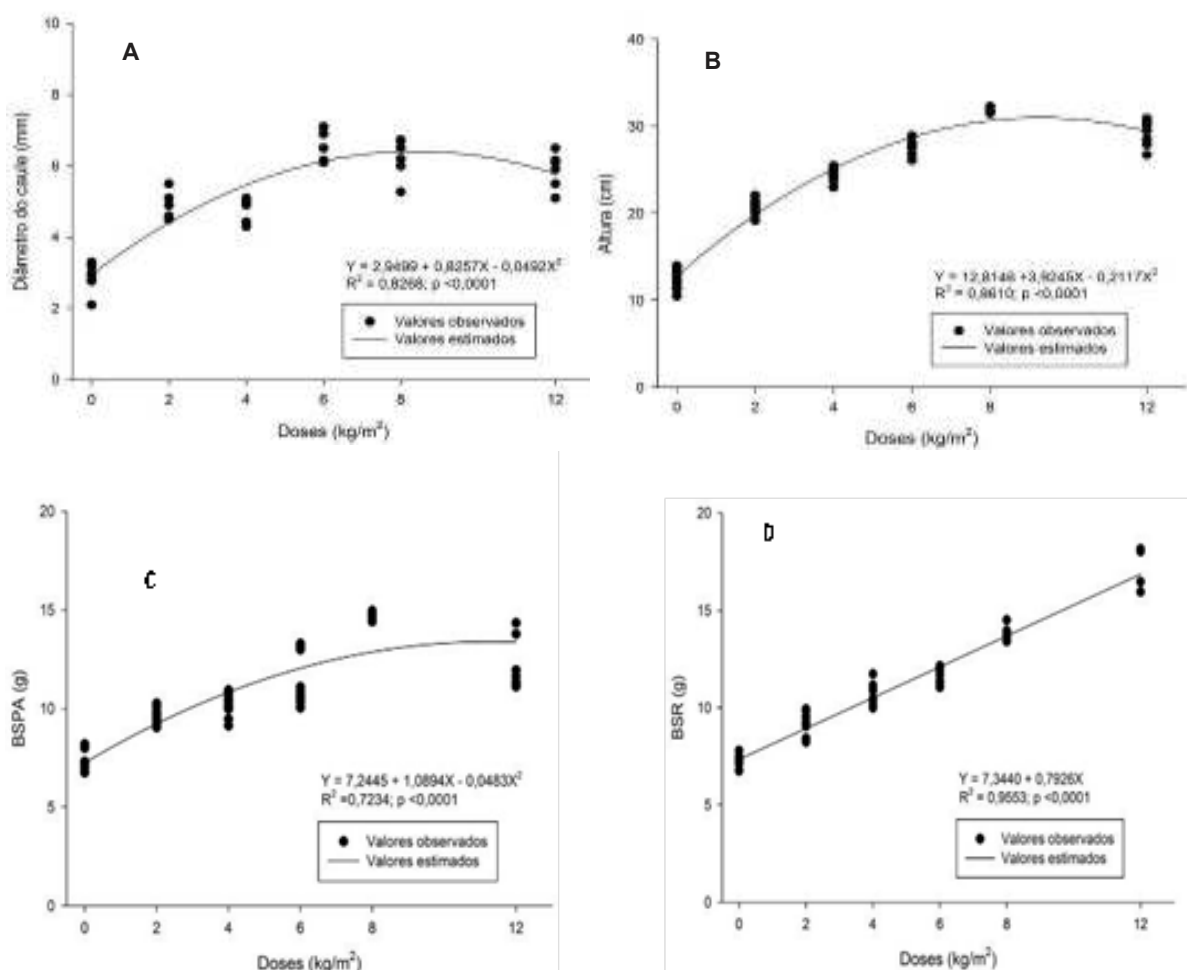 A
Diâmetro do caule (mm)
10
8
6
4
2
0
Y = 2,9499 + 0,8257X - 0,0492X²
R² = 0,8268; p <0,0001
Valores observados
Valores estimados
0 2 4 6 8 12
Doses (kg/m²)
B
Altura (cm)
40
30
20
10
0
Y = 12,8146 +3,9245X - 0,2117X²
R² = 0,9610; p <0,0001
Valores observados
Valores estimados
0 2 4 6 8 12
Doses (kg/m²)
C
BSPA (g)
20
15
10
5
0
Y = 7,2445 + 1,0894X - 0,0483X²
R² =0,7234; p <0,0001
Valores observados
Valores estimados
0 2 4 6 8 12
Doses (kg/m²)
D
BSR (g)
20
15
10
5
0
Y = 7,3440 + 0,7926X
R² = 0,9553; p <0,0001
Valores observados
Valores estimados
0 2 4 6 8 12
Doses (kg/m²)